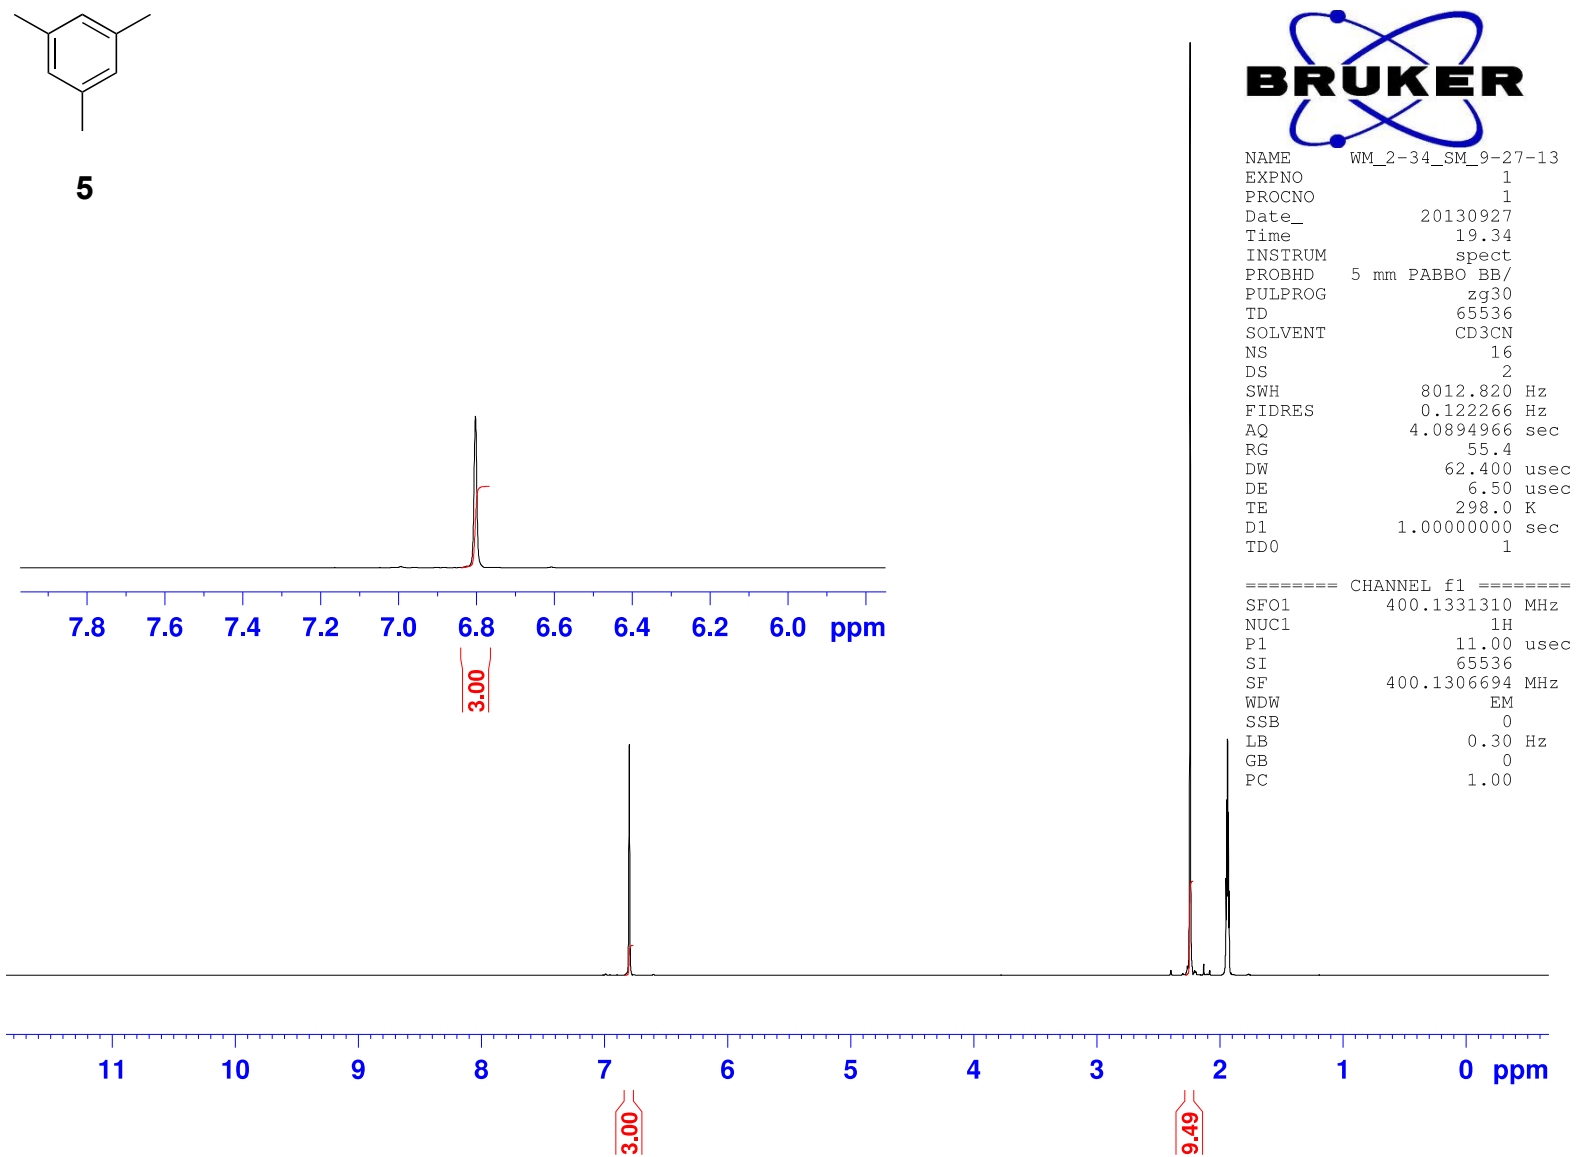 5
BRUKER
NAME WM_2-34_SM_9-27-13
EXPNO 1
PROCNO 1
Date_ 20130927
Time 19.34
INSTRUM spect
PROBHD 5 mm PABBO BB/
PULPROG zg30
TD 65536
SOLVENT CD3CN
NS 16
DS 2
SWH 8012.820 Hz
FIDRES 0.122266 Hz
AQ 4.0894966 sec
RG 55.4
DW 62.400 usec
DE 6.50 usec
TE 298.0 K
D1 1.00000000 sec
TD0 1
======== CHANNEL f1 ========
SFO1 400.1331310 MHz
NUC1 1H
P1 11.00 usec
SI 65536
SF 400.1306694 MHz
WDW EM
SSB 0
LB 0.30 Hz
GB 0
PC 1.00
7.8 7.6 7.4 7.2 7.0 6.8 6.6 6.4 6.2 6.0 ppm
3.00
11 10 9 8 7 6 5 4 3 2 1 0 ppm
3.00 9.49